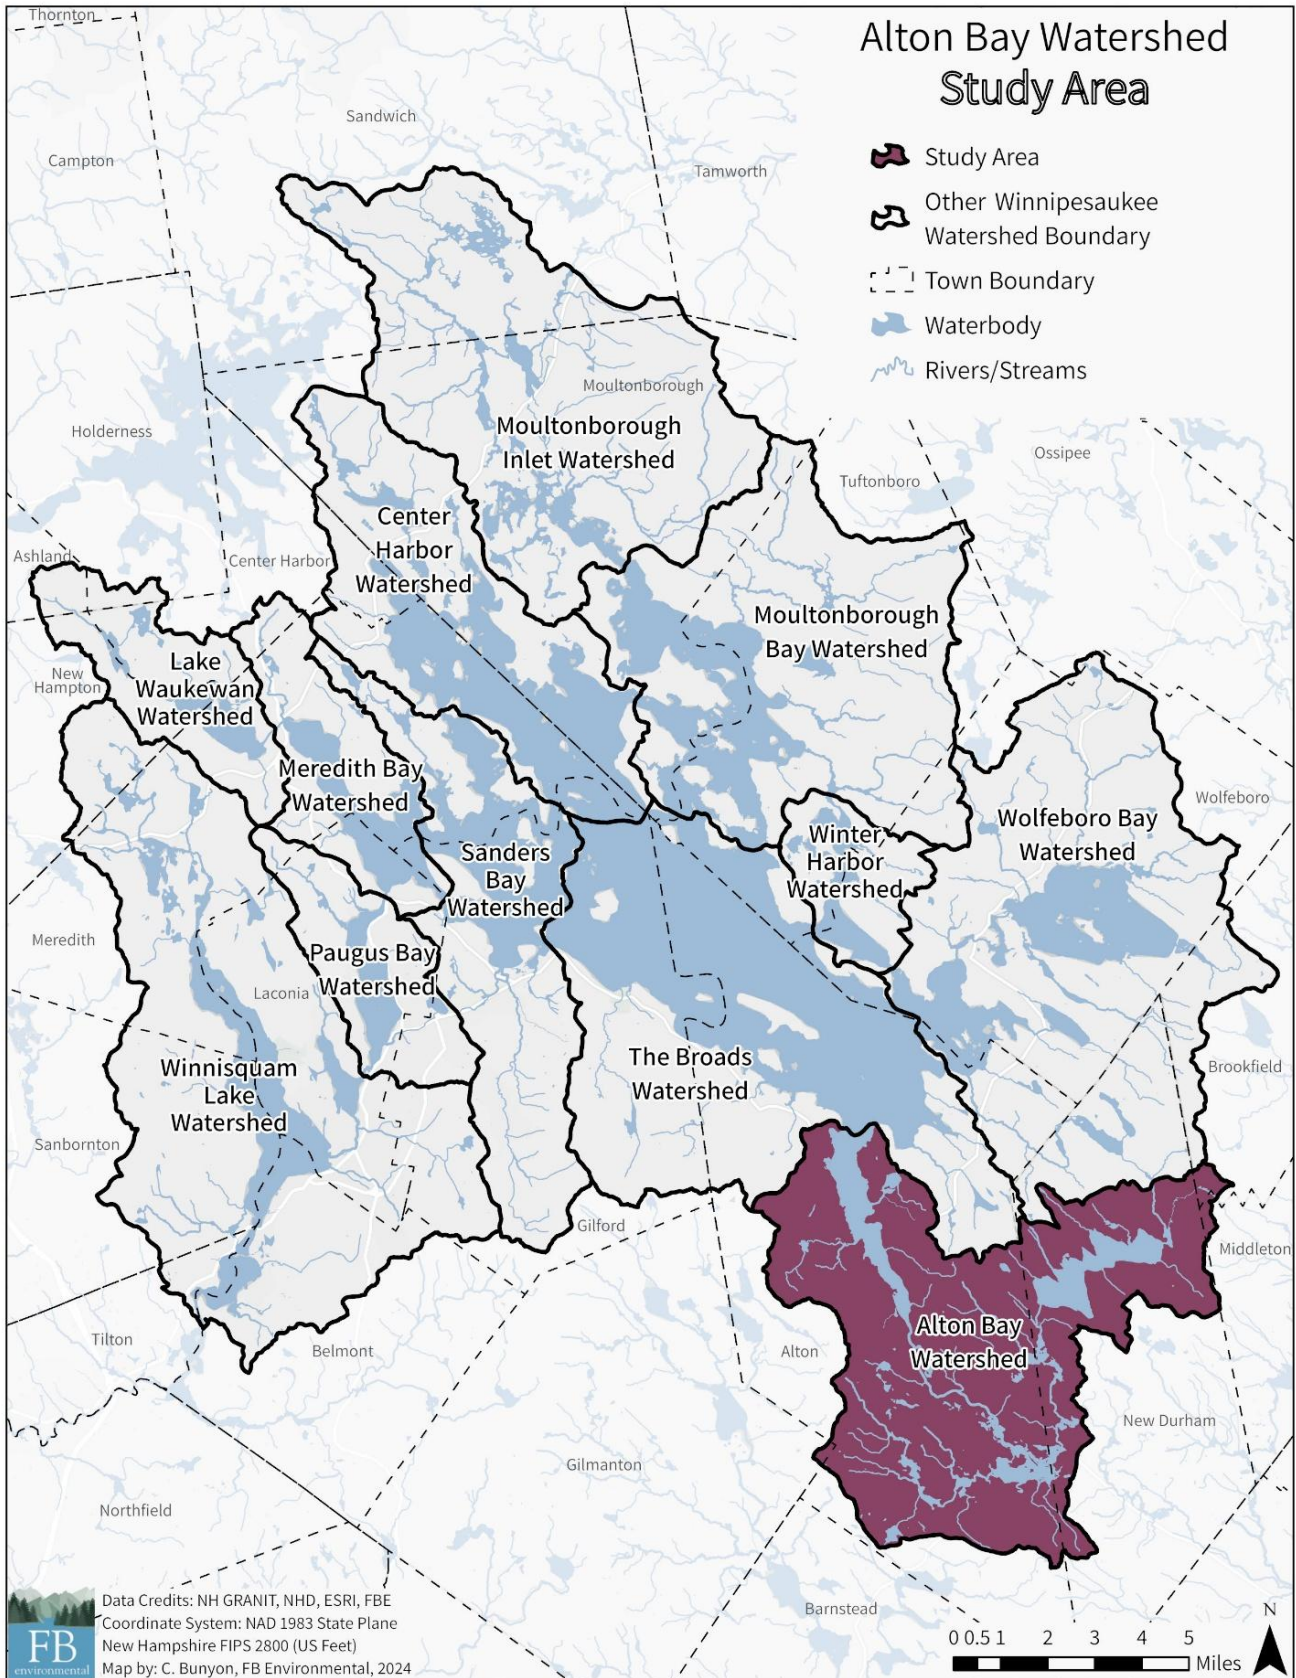 Alton Bay Watershed
Study Area
Study Area
Other Winnipesaukee
Watershed Boundary
Town Boundary
Waterbody
Rivers/Streams
Thornton
Sandwich
Campton
Tamworth
Moultonborough
Moultonborough
Inlet Watershed
Holderness
Ossipee
Tuftonboro
Center
Harbor
Watershed
Ashland
Center Harbor
Moultonborough
Bay Watershed
Lake
Waukewan
Watershed
New
Hampton
Meredith Bay
Watershed
Wolfeboro
Wolfeboro Bay
Watershed
Winter
Harbor
Watershed
Sanders
Bay
Watershed
Meredith
Paugus Bay
Watershed
Laconia
The Broads
Watershed
Winnisquam
Lake
Watershed
Brookfield
Sanbornton
Gilford
Middleton
Alton Bay
Watershed
Tilton
Belmont
Alton
New Durham
Gilmanton
Northfield
Barnstead
FB
environmental
Data Credits: NH GRANIT, NHD, ESRI, FBE
Coordinate System: NAD 1983 State Plane
New Hampshire FIPS 2800 (US Feet)
Map by: C. Bunyon, FB Environmental, 2024
N
0 0.5 1 2 3 4 5
Miles